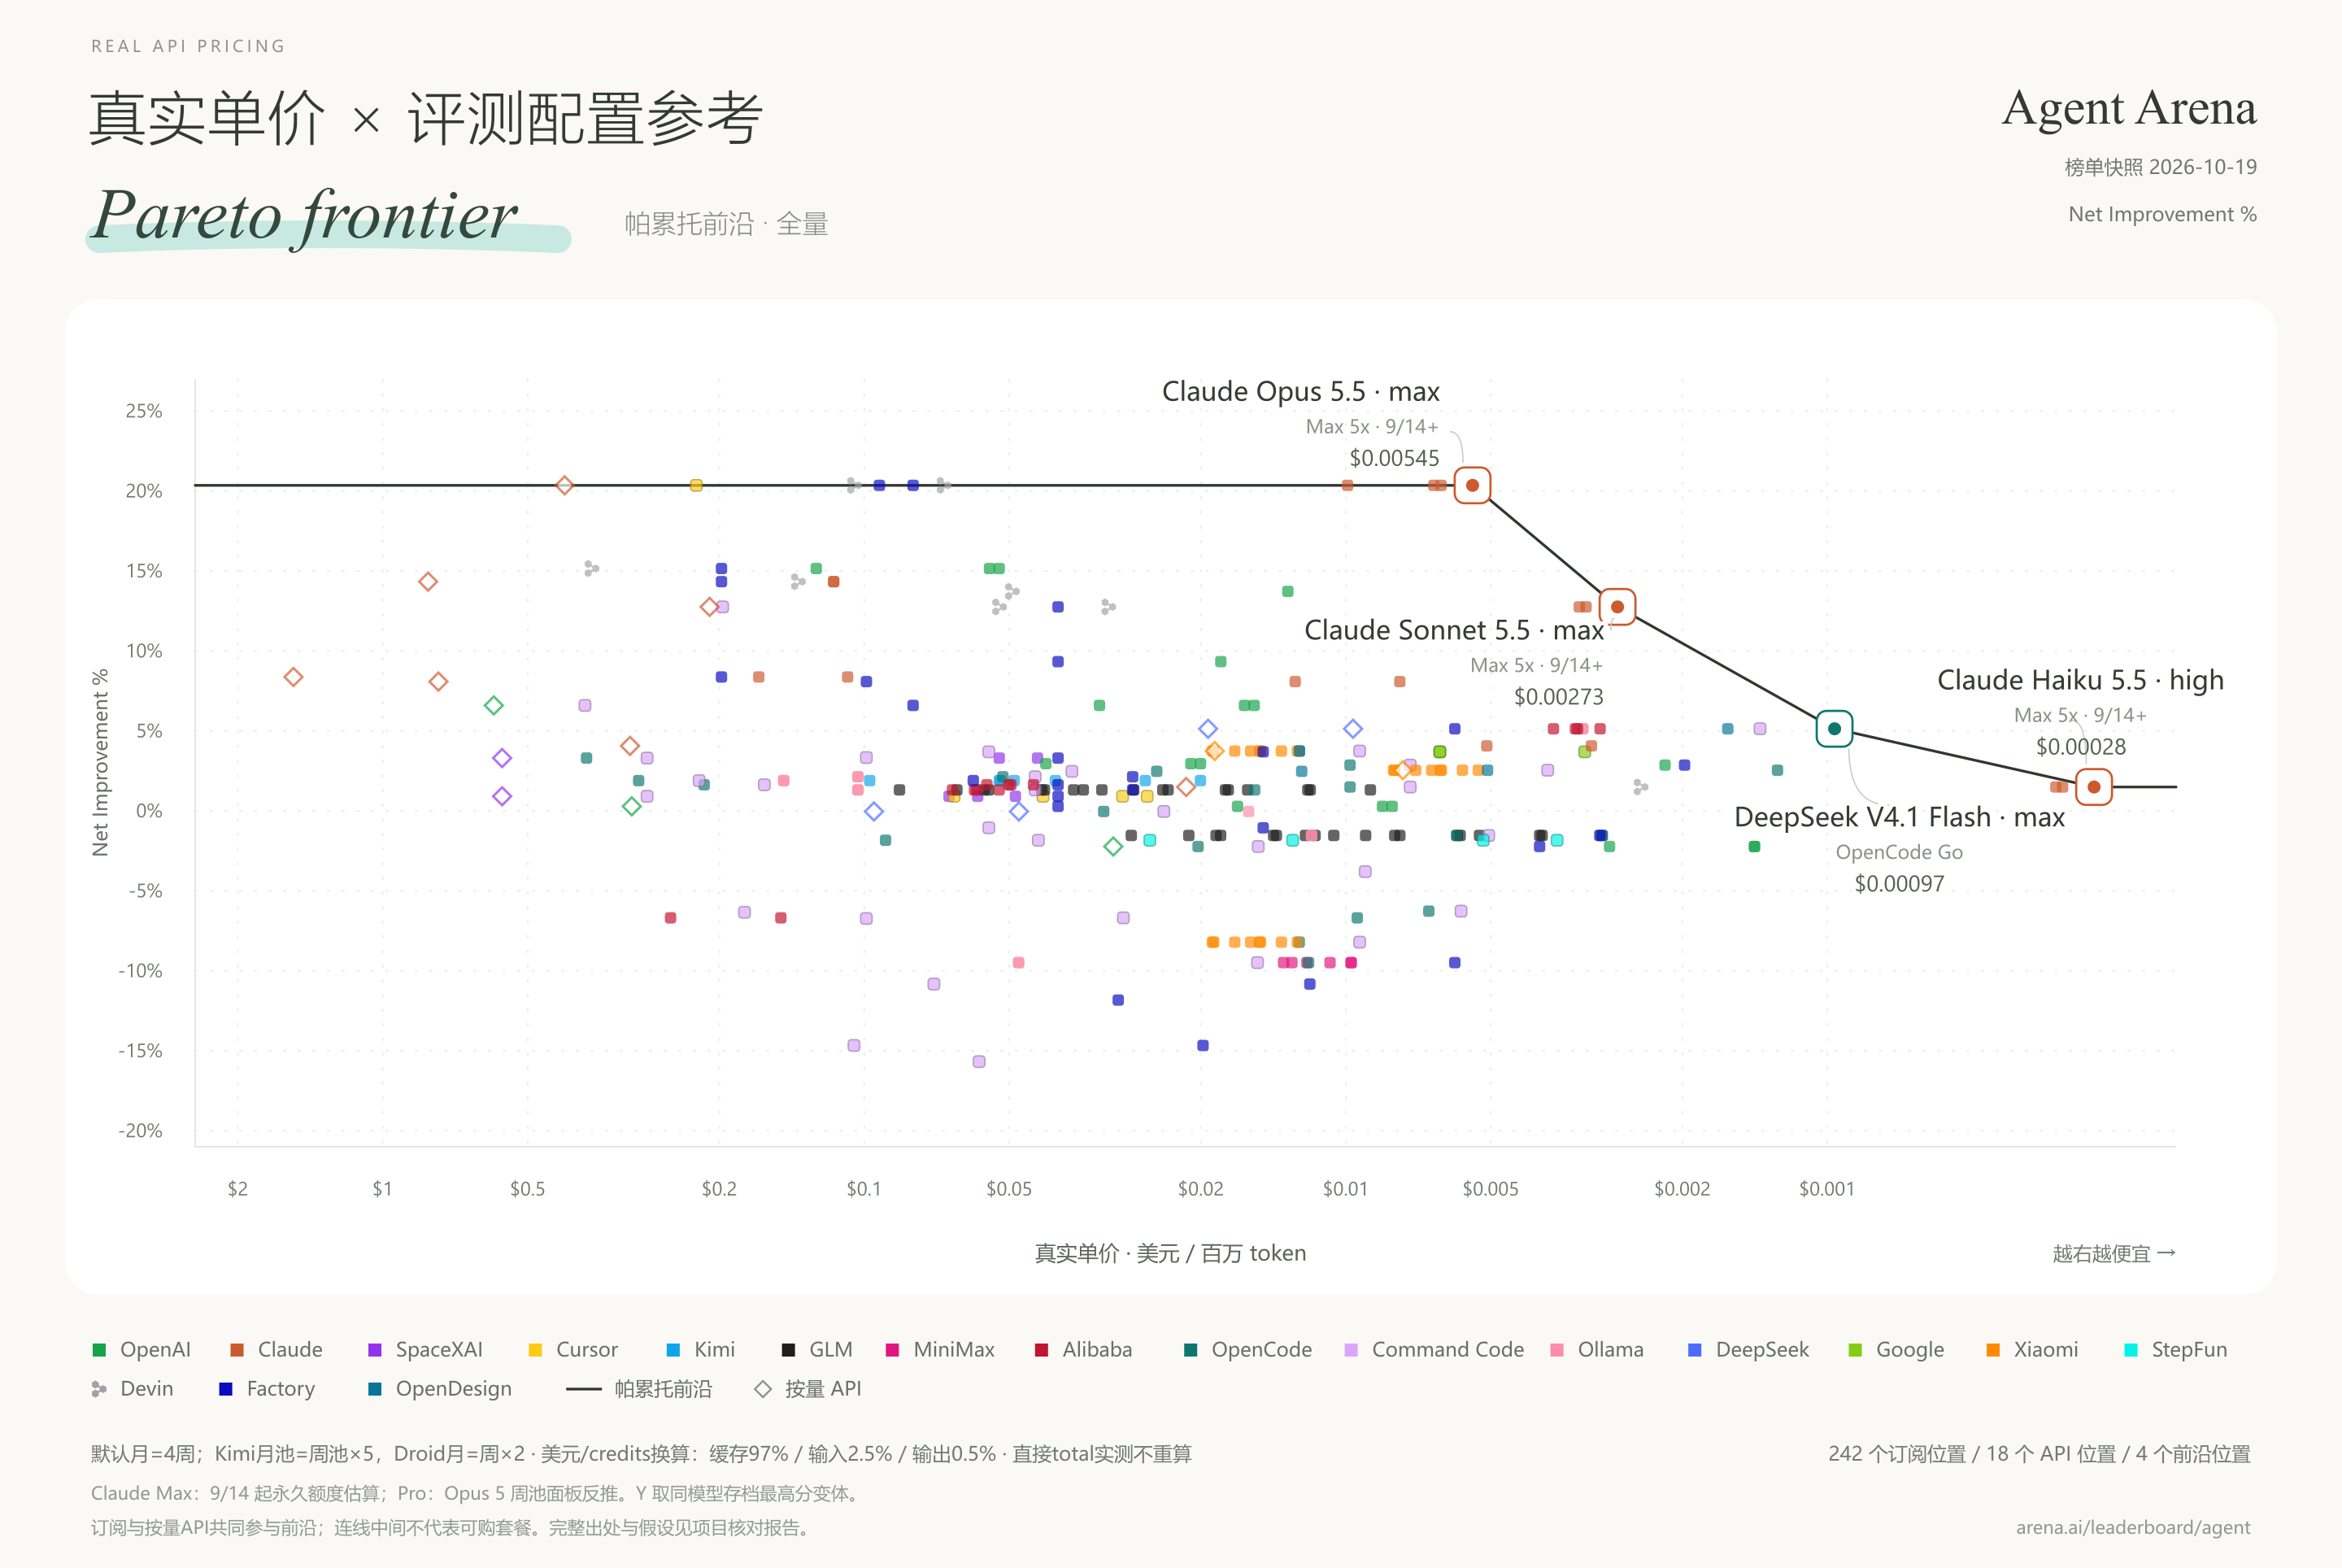 REAL API PRICING
真实单价 × 评测配置参考
Pareto frontier
帕累托前沿 · 全量
Agent Arena
榜单快照 2026-10-19
Net Improvement %
Claude Opus 5.5 · max
Max 5x · 9/14+
$0.00545
Claude Sonnet 5.5 · max
Max 5x · 9/14+
$0.00273
Claude Haiku 5.5 · high
Max 5x · 9/14+
$0.00028
DeepSeek V4.1 Flash · max
OpenCode Go
$0.00097
Net Improvement %
25%
20%
15%
10%
5%
0%
-5%
-10%
-15%
-20%
$2 $1 $0.5 $0.2 $0.1 $0.05 $0.02 $0.01 $0.005 $0.002 $0.001
真实单价 · 美元 / 百万 token
越右越便宜 →
OpenAI Claude SpaceXAI Cursor Kimi GLM MiniMax Alibaba OpenCode Command Code Ollama DeepSeek Google Xiaomi StepFun
Devin Factory OpenDesign 帕累托前沿 按量 API
默认月=4周；Kimi月池=周池×5，Droid月=周×2 · 美元/credits换算：缓存97% / 输入2.5% / 输出0.5% · 直接total实测不重算
242 个订阅位置 / 18 个 API 位置 / 4 个前沿位置
Claude Max：9/14 起永久额度估算；Pro：Opus 5 周池面板反推。Y 取同模型存档最高分变体。
订阅与按量API共同参与前沿；连线中间不代表可购套餐。完整出处与假设见项目核对报告。
arena.ai/leaderboard/agent